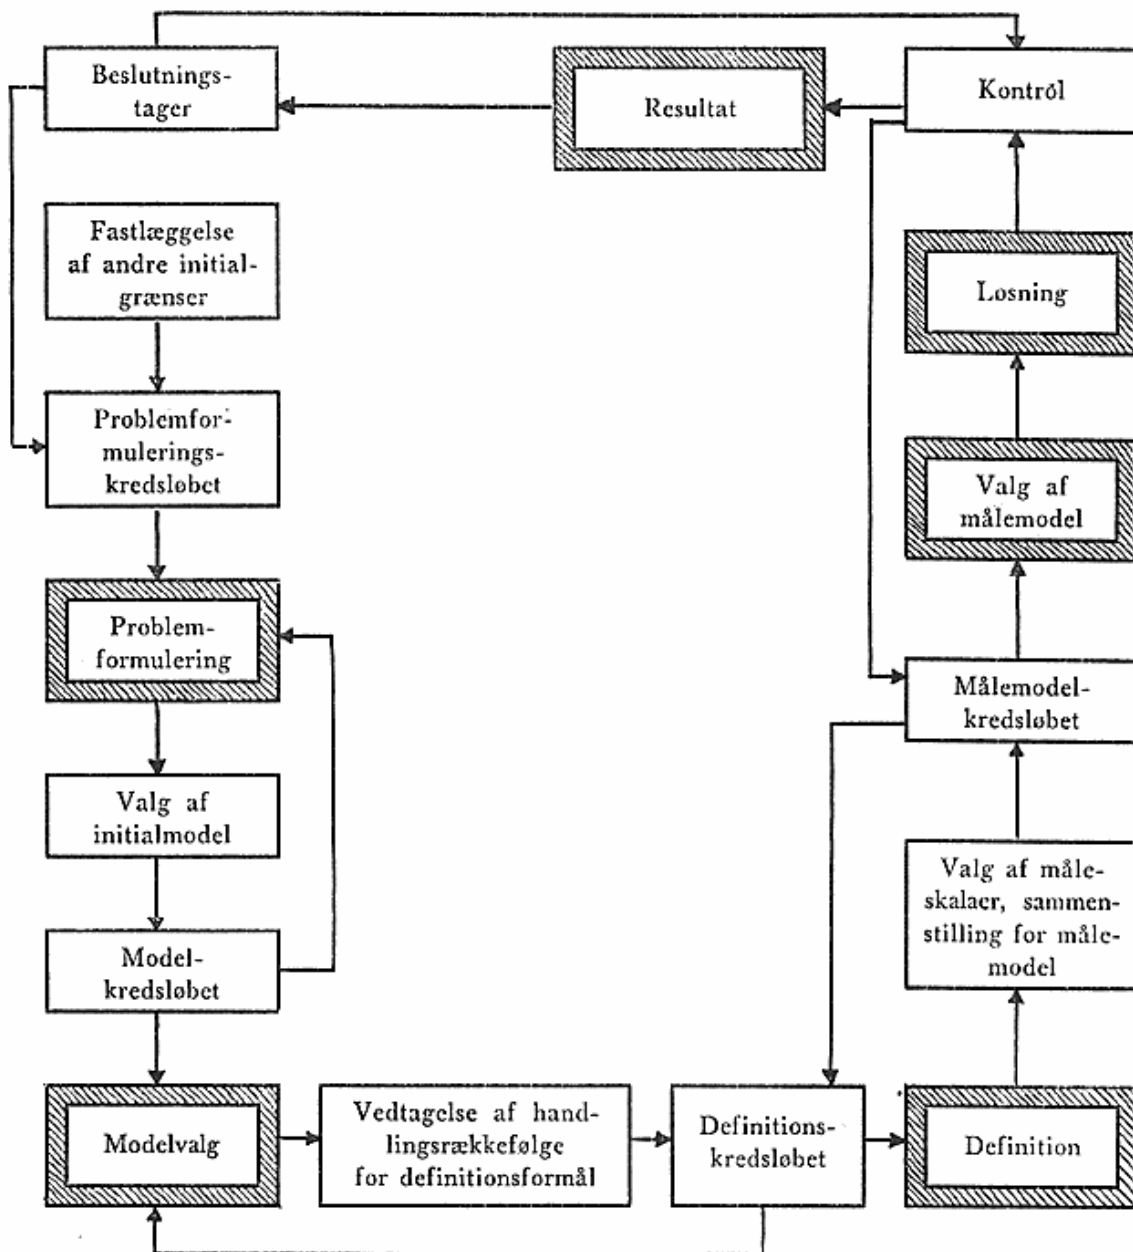 Beslutnings-
tager
Resultat
Kontról
Fastlæggelse
af andre initial-
grænser
Løsning
Problemfor-
mulerings-
kredsløbet
Valg af
målemodel
Problem-
formulering
Målemodel-
kredsløbet
Valg af
initialmodel
Valg af måle-
skalaer, sammen-
stilling for måle-
model
Model-
kredsløbet
Modelvalg
Vedtagelse af hand-
lingsrækkefølge
for definitionsformål
Definitions-
kredsløbet
Definition